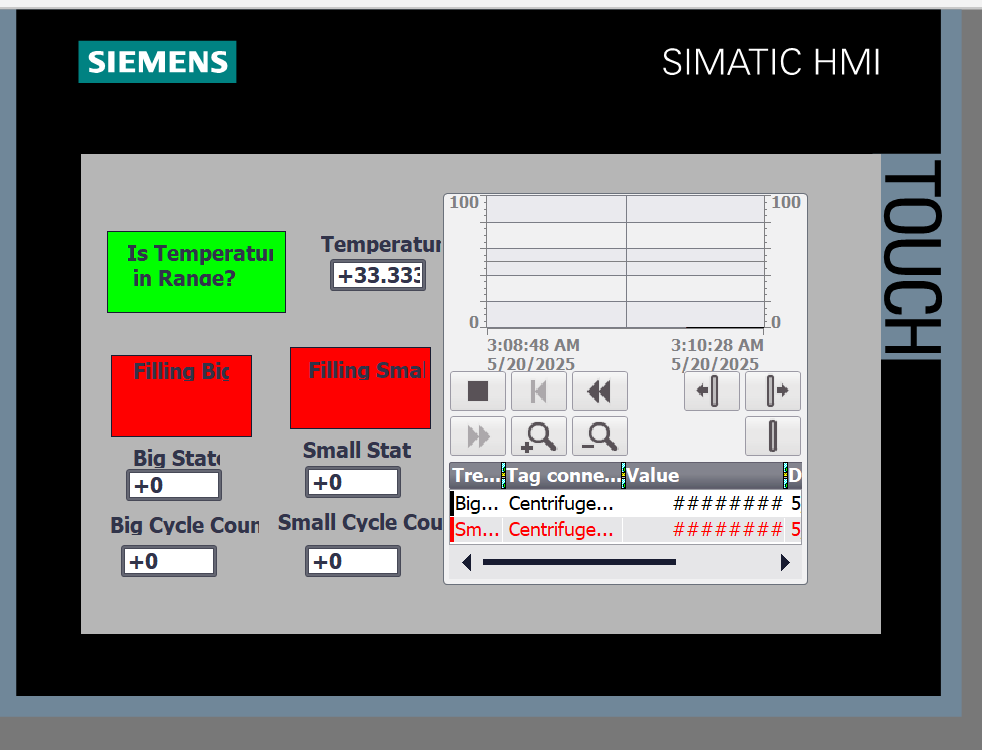 SIEMENS
SIMATIC HMI
TOUCH
Is Temperatur
in Range?
Temperatur
+33.333
100
100
0
0
3:08:48 AM
5/20/2025
3:10:28 AM
5/20/2025
Filling Big
Filling Smal
Big State
+0
Small Stat
+0
Big Cycle Coun
+0
Small Cycle Cou
+0
Tre... Tag conne... Value D
Big... Centrifuge... ######## 5
Sm... Centrifuge... ######## 5